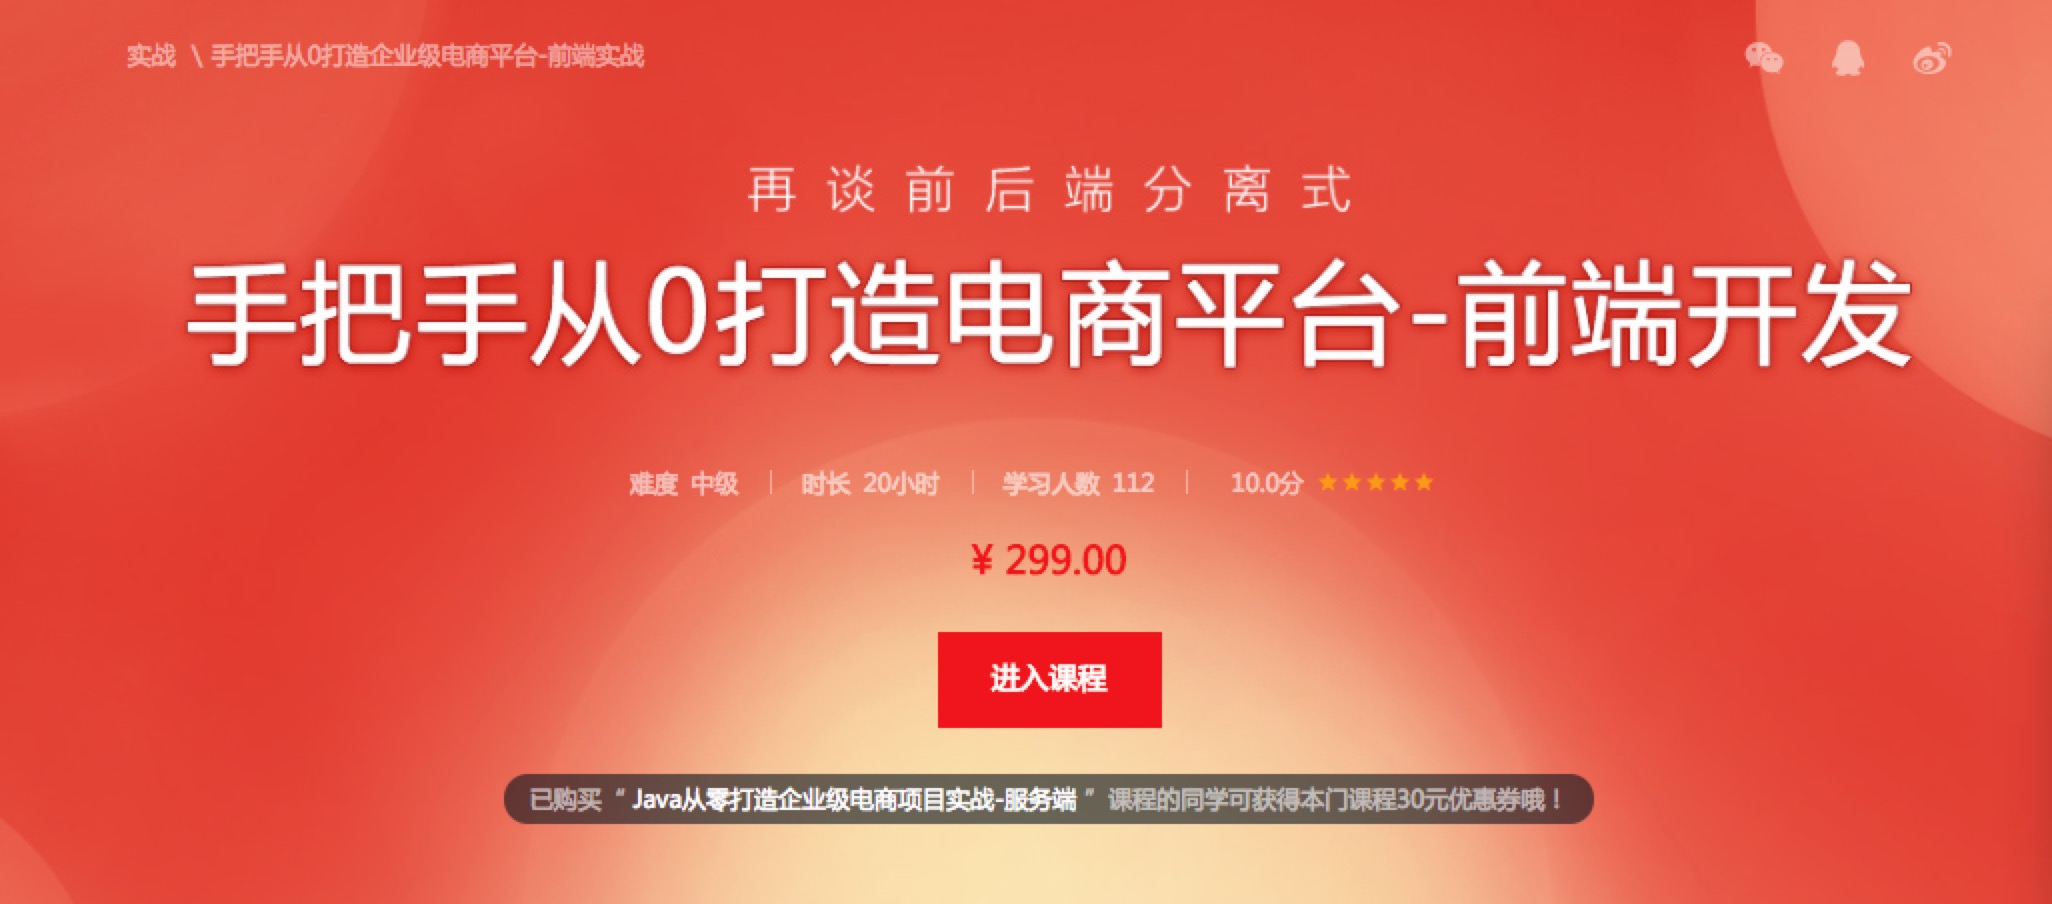 实战 \ 手把手从0打造企业级电商平台-前端实战
再谈前后端分离式
手把手从0打造电商平台-前端开发
难度 中级 | 时长 20小时 | 学习人数 112 | 10.0分 ★★★★★
¥ 299.00
进入课程
已购买 “ Java从零打造企业级电商项目实战-服务端 ” 课程的同学可获得本门课程30元优惠券哦！